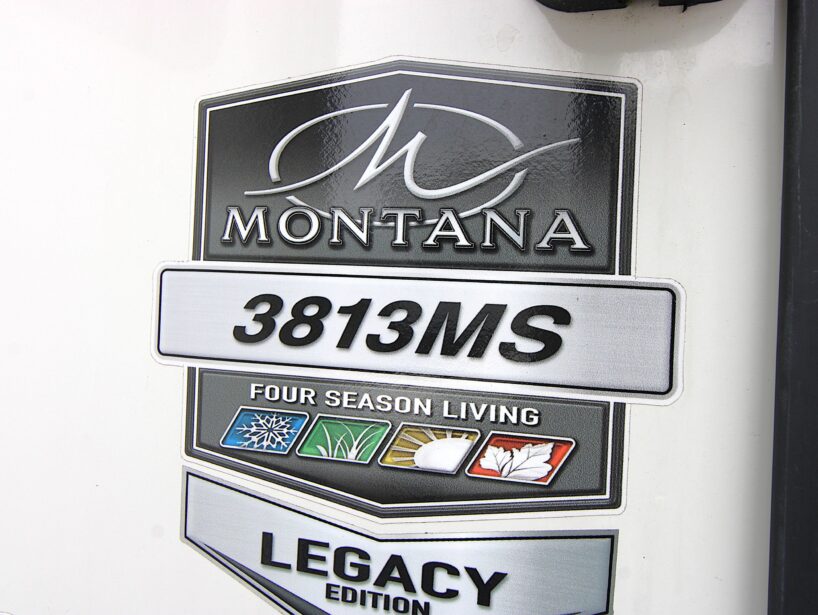 MONTANA
3813MS
FOUR SEASON LIVING
LEGACY
EDITION